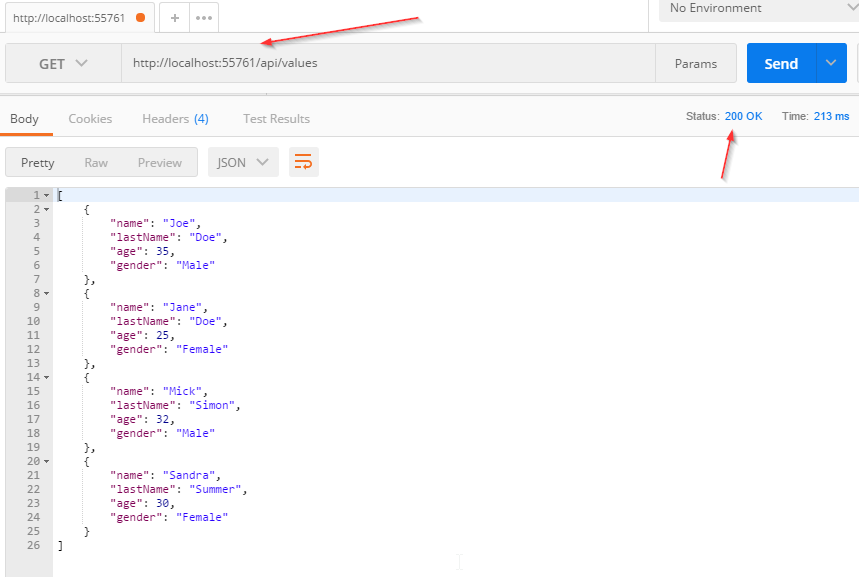 http://localhost:55761 + ••• No Environment
GET http://localhost:55761/api/values Params Send
Body Cookies Headers (4) Test Results Status: 200 OK Time: 213 ms
Pretty Raw Preview JSON
1 [
2 {
3 "name": "Joe",
4 "lastName": "Doe",
5 "age": 35,
6 "gender": "Male"
7 },
8 {
9 "name": "Jane",
10 "lastName": "Doe",
11 "age": 25,
12 "gender": "Female"
13 },
14 {
15 "name": "Mick",
16 "lastName": "Simon",
17 "age": 32,
18 "gender": "Male"
19 },
20 {
21 "name": "Sandra",
22 "lastName": "Summer",
23 "age": 30,
24 "gender": "Female"
25 }
26 ]